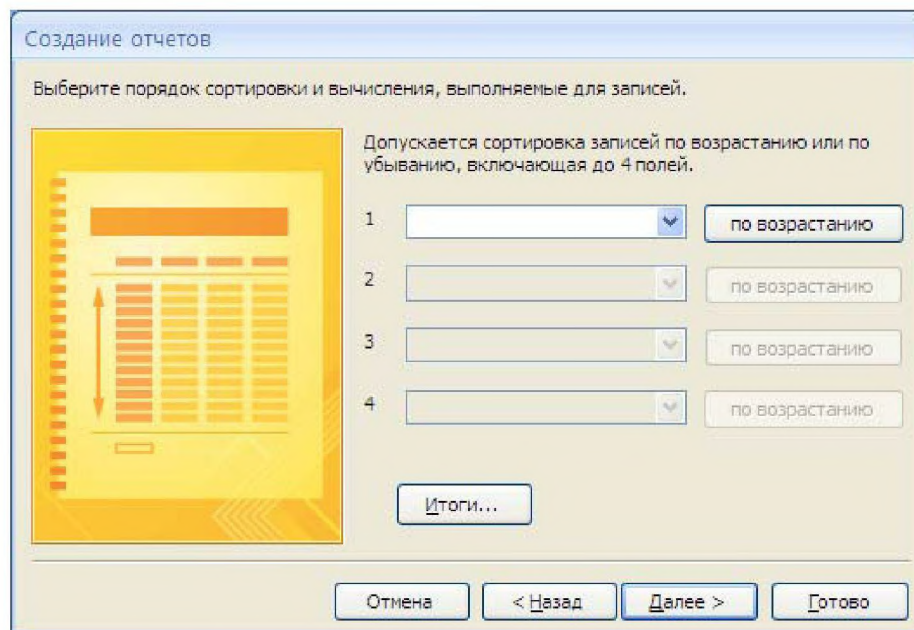 Создание отчетов
Выберите порядок сортировки и вычисления, выполняемые для записей.
Допускается сортировка записей по возрастанию или по
убыванию, включающая до 4 полей.
1 по возрастанию
2 по возрастанию
3 по возрастанию
4 по возрастанию
Итоги...
Отмена < Назад Далее > Готово